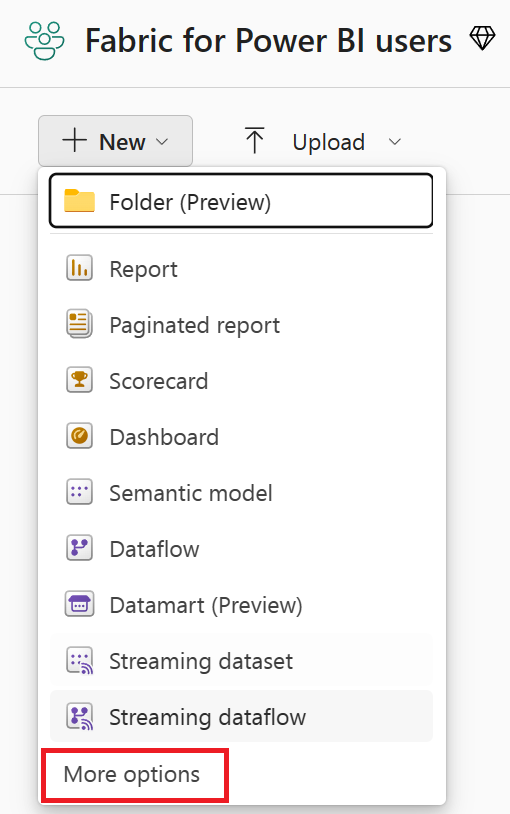 Fabric for Power BI users
New
Upload
Folder (Preview)
Report
Paginated report
Scorecard
Dashboard
Semantic model
Dataflow
Datamart (Preview)
Streaming dataset
Streaming dataflow
More options